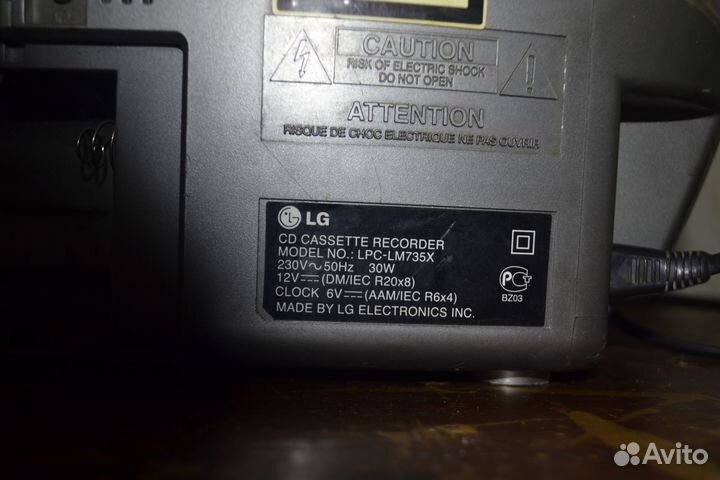 CAUTION
RISK OF ELECTRIC SHOCK
DO NOT OPEN
ATTENTION
RISQUE DE CHOC ELECTRIQUE NE PAS OUVRIR
LG
CD CASSETTE RECORDER
MODEL NO.: LPC-LM735X
230V~50Hz 30W
12V⎓(DM/IEC R20x8)
CLOCK 6V⎓(AAM/IEC R6x4)
MADE BY LG ELECTRONICS INC.
PC
BZ03
Avito